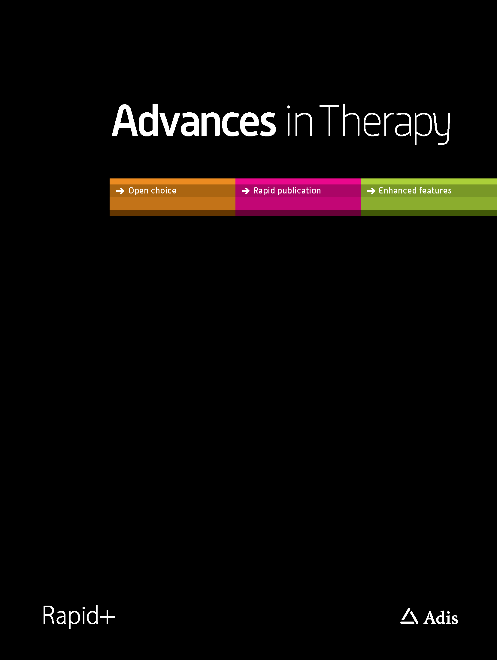 Advances in Therapy
→ Open choice → Rapid publication → Enhanced features
Rapid+ Adis